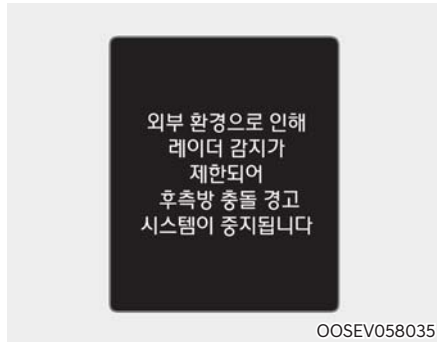 외부 환경으로 인해
레이더 감지가
제한되어
후측방 충돌 경고
시스템이 중지됩니다
OOSEV058035